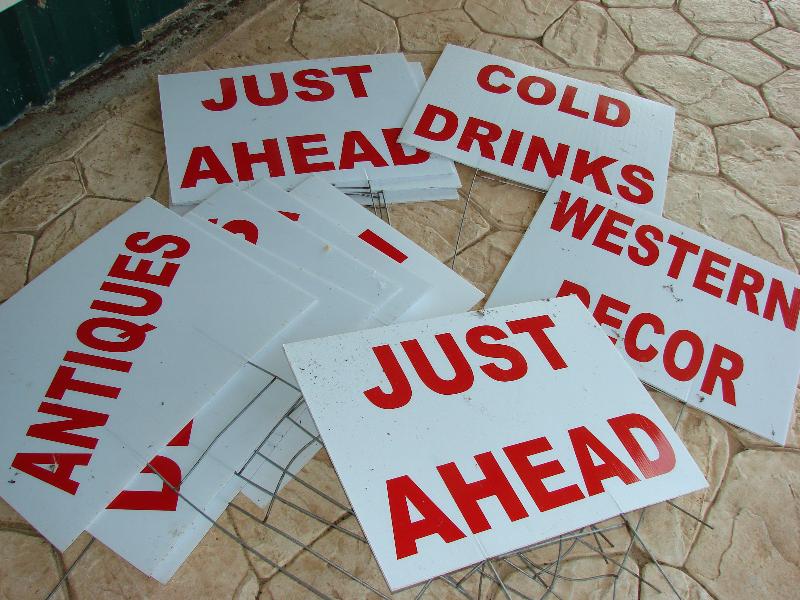 JUST
AHEAD
COLD
DRINKS
WESTERN
DECOR
ANTIQUES
JUST
AHEAD